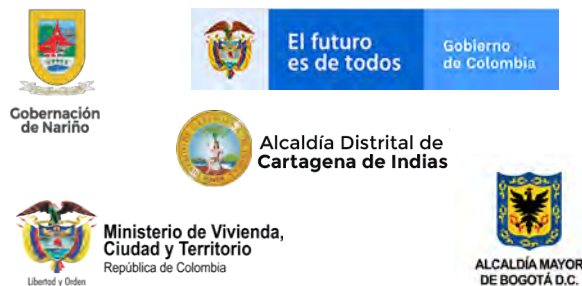 El futuro
es de todos
Gobierno
de Colombia
Gobernación
de Nariño
Alcaldía Distrital de
Cartagena de Indias
Ministerio de Vivienda,
Ciudad y Territorio
República de Colombia
Libertad y Orden
ALCALDÍA MAYOR
DE BOGOTÁ D.C.